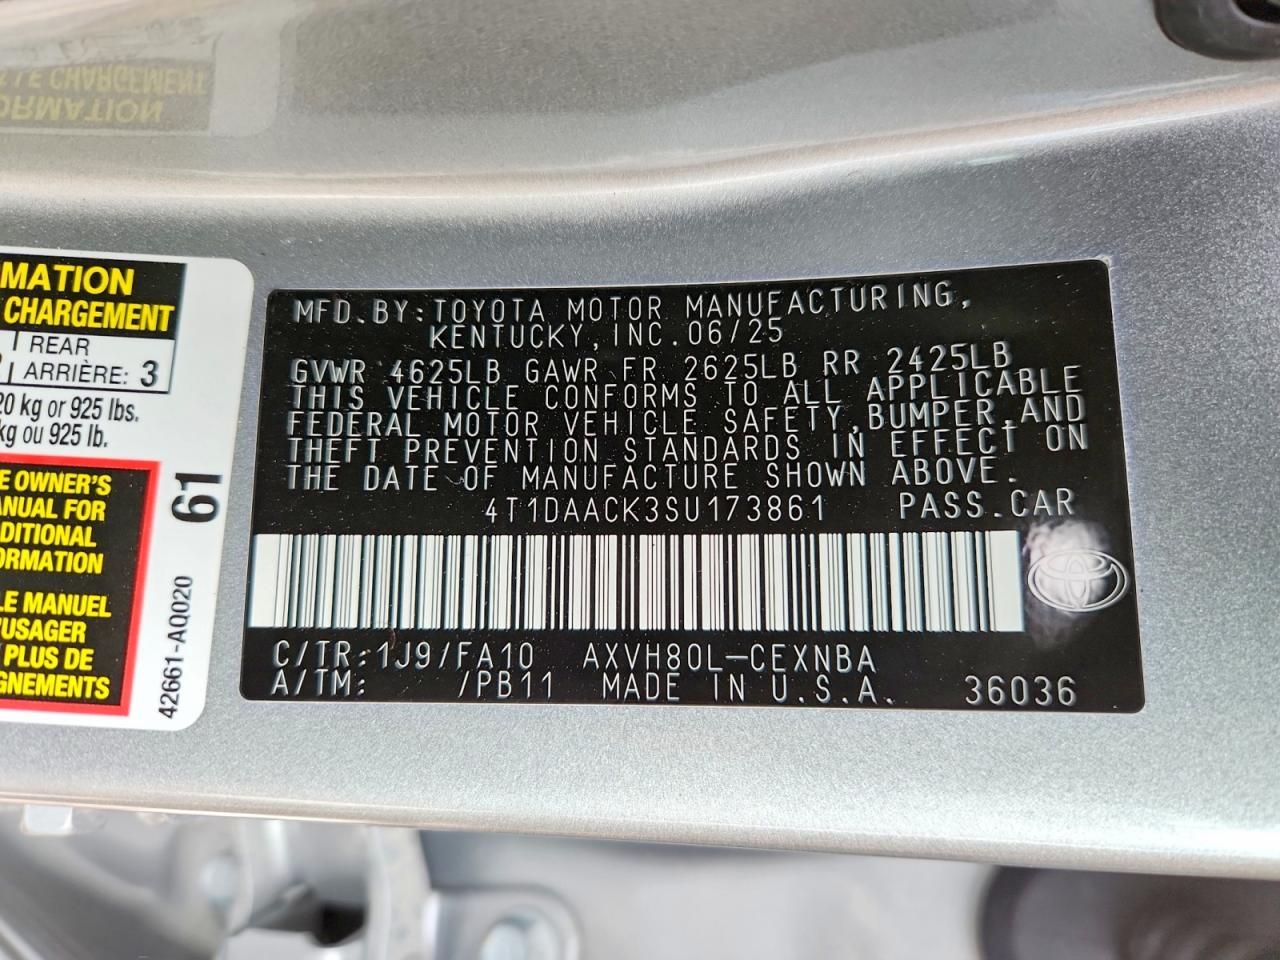 LE CHARGEMENT
ORMATION
MATION
CHARGEMENT
REAR
ARRIÈRE: 3
20 kg or 925 lbs.
kg ou 925 lb.
E OWNER'S
ANUAL FOR
DDITIONAL
FORMATION
LE MANUEL
'USAGER
PLUS DE
GNEMENTS
61
42661-AQ020
MFD.BY:TOYOTA MOTOR MANUFACTURING,
KENTUCKY,INC.06/25
GVWR 4625LB GAWR FR 2625LB RR 2425LB
THIS VEHICLE CONFORMS TO ALL APPLICABLE
FEDERAL MOTOR VEHICLE SAFETY,BUMPER,AND
THEFT PREVENTION STANDARDS IN EFFECT ON
THE DATE OF MANUFACTURE SHOWN ABOVE.
4T1DAACK3SU173861 PASS.CAR
C/TR:1J9/FA10 AXVH80L-CEXNBA
A/TM: /PB11 MADE IN U.S.A. 36036